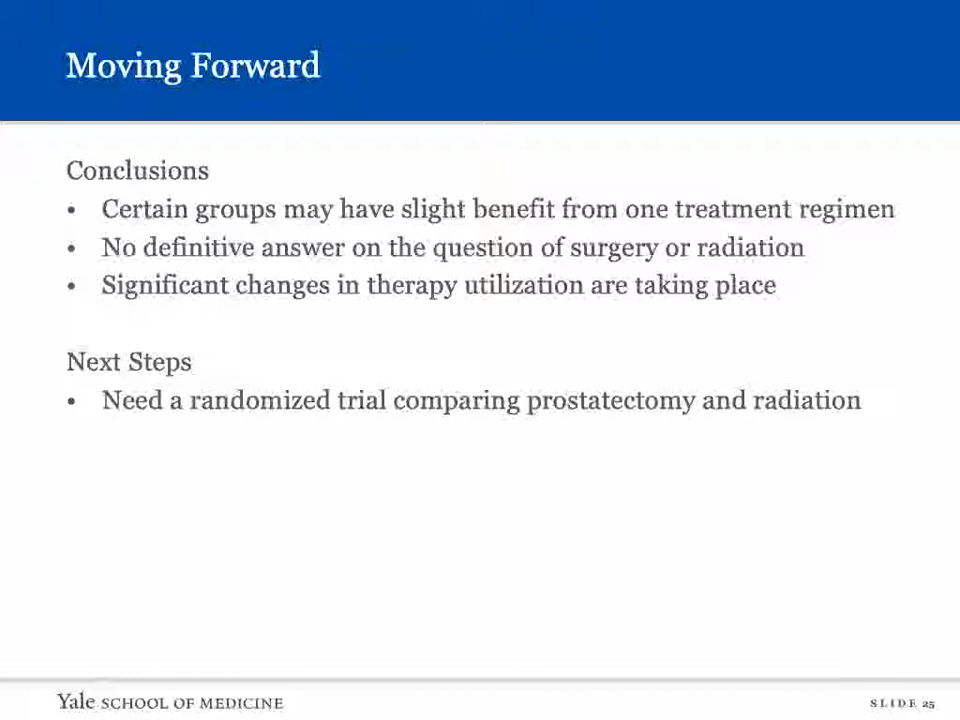 Moving Forward
Conclusions
• Certain groups may have slight benefit from one treatment regimen
• No definitive answer on the question of surgery or radiation
• Significant changes in therapy utilization are taking place
Next Steps
• Need a randomized trial comparing prostatectomy and radiation
Yale SCHOOL OF MEDICINE
SLIDE 25